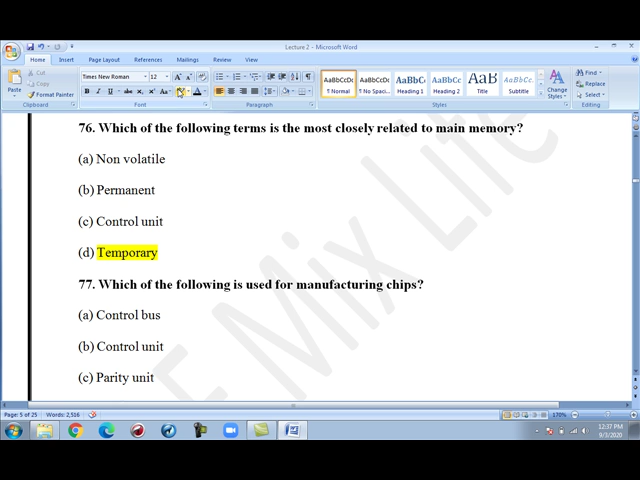 Lecture 2 - Microsoft Word
Home Insert Page Layout References Mailings Review View
Paste
Cut
Copy
Format Painter
Clipboard
Times New Roman 12
Font
Paragraph
AaBbCcDc AaBbCcDc AaBbC AaBbCc AaB AaBbCcL
¶ Normal ¶ No Spaci... Heading 1 Heading 2 Title Subtitle
Change Styles
Styles
Find
Replace
Select
Editing
76. Which of the following terms is the most closely related to main memory?
(a) Non volatile
(b) Permanent
(c) Control unit
(d) Temporary
77. Which of the following is used for manufacturing chips?
(a) Control bus
(b) Control unit
(c) Parity unit
E Mix Life
Page: 5 of 25 Words: 2,516
170%
12:37 PM
9/3/2020